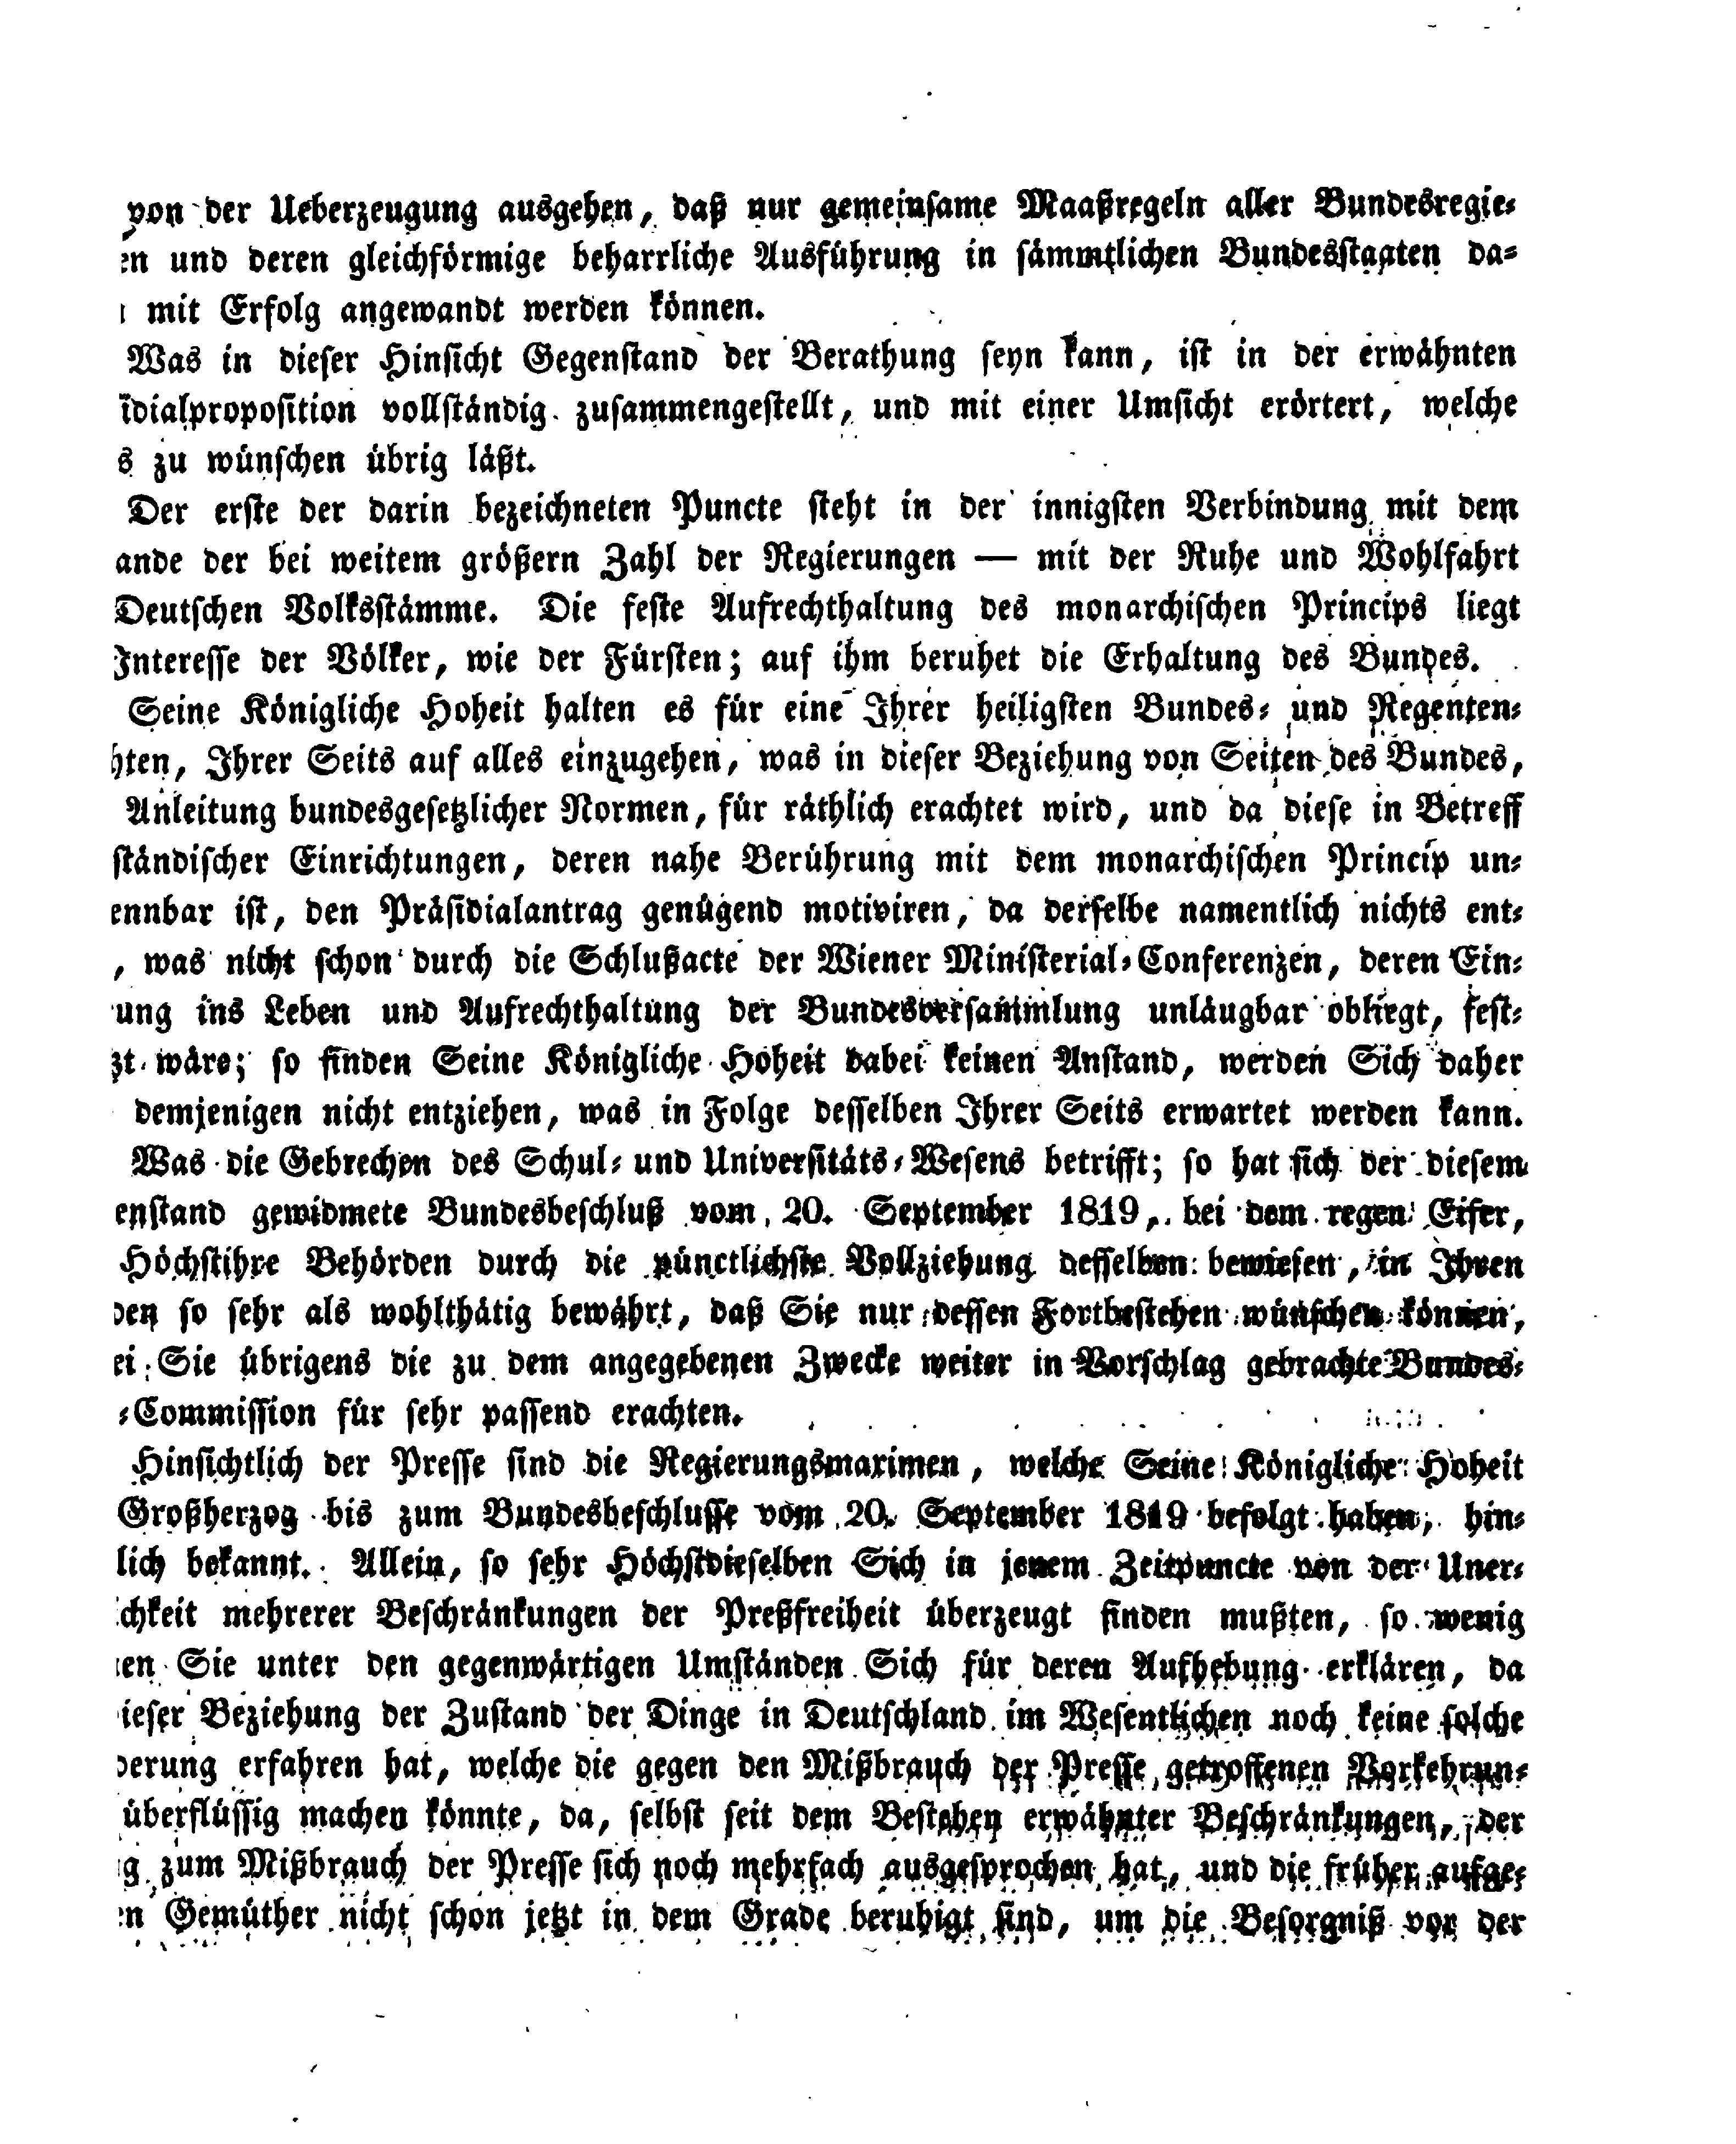 von der Ueberzeugung ausgehen, daß nur gemeinsame Maaßregeln aller Bundesregie-
en und deren gleichförmige beharrliche Ausführung in sämmtlichen Bundesstaaten da-
mit Erfolg angewandt werden können.
Was in dieser Hinsicht Gegenstand der Berathung seyn kann, ist in der erwähnten
idialproposition vollständig zusammengestellt, und mit einer Umsicht erörtert, welche
s zu wünschen übrig läßt.
Der erste der darin bezeichneten Puncte steht in der innigsten Verbindung mit dem
ande der bei weitem größern Zahl der Regierungen — mit der Ruhe und Wohlfahrt
Deutschen Volksstämme. Die feste Aufrechthaltung des monarchischen Princips liegt
Interesse der Völker, wie der Fürsten; auf ihm beruhet die Erhaltung des Bundes.
Seine Königliche Hoheit halten es für eine Ihrer heiligsten Bundes- und Regenten-
hten, Ihrer Seits auf alles einzugehen, was in dieser Beziehung von Seiten des Bundes,
Anleitung bundesgesetzlicher Normen, für räthlich erachtet wird, und da diese in Betreff
ständischer Einrichtungen, deren nahe Berührung mit dem monarchischen Princip un-
ennbar ist, den Präsidialantrag genügend motiviren, da derselbe namentlich nichts ent-
, was nicht schon durch die Schlußacte der Wiener Ministerial-Conferenzen, deren Ein-
ung ins Leben und Aufrechthaltung der Bundesversammlung unläugbar obliegt, fest-
zt wäre; so finden Seine Königliche Hoheit dabei keinen Anstand, werden Sich daher
demjenigen nicht entziehen, was in Folge desselben Ihrer Seits erwartet werden kann.
Was die Gebrechen des Schul- und Universitäts-Wesens betrifft; so hat sich der diesem
enstand gewidmete Bundesbeschluß vom 20. September 1819, bei dem regen Eifer,
Höchstihre Behörden durch die pünctlichste Vollziehung desselben bewiesen, in Ihren
den so sehr als wohlthätig bewährt, daß Sie nur dessen Fortbestehen wünschen können,
ei Sie übrigens die zu dem angegebenen Zwecke weiter in Vorschlag gebrachte Bundes-
-Commission für sehr passend erachten.
Hinsichtlich der Presse sind die Regierungsmaximen, welche Seine Königliche Hoheit
Großherzog bis zum Bundesbeschlusse vom 20. September 1819 befolgt haben, hin-
lich bekannt. Allein, so sehr Höchstdieselben Sich in jenem Zeitpuncte von der Uner-
chkeit mehrerer Beschränkungen der Preßfreiheit überzeugt finden mußten, so wenig
en Sie unter den gegenwärtigen Umständen Sich für deren Aufhebung erklären, da
ieser Beziehung der Zustand der Dinge in Deutschland im Wesentlichen noch keine solche
derung erfahren hat, welche die gegen den Mißbrauch der Presse getroffenen Vorkehrun-
überflüssig machen könnte, da, selbst seit dem Bestehen erwähnter Beschränkungen, der
g zum Mißbrauch der Presse sich noch mehrfach ausgesprochen hat, und die früher aufge-
en Gemüther nicht schon jetzt in dem Grade beruhigt sind, um die Besorgniß vor der